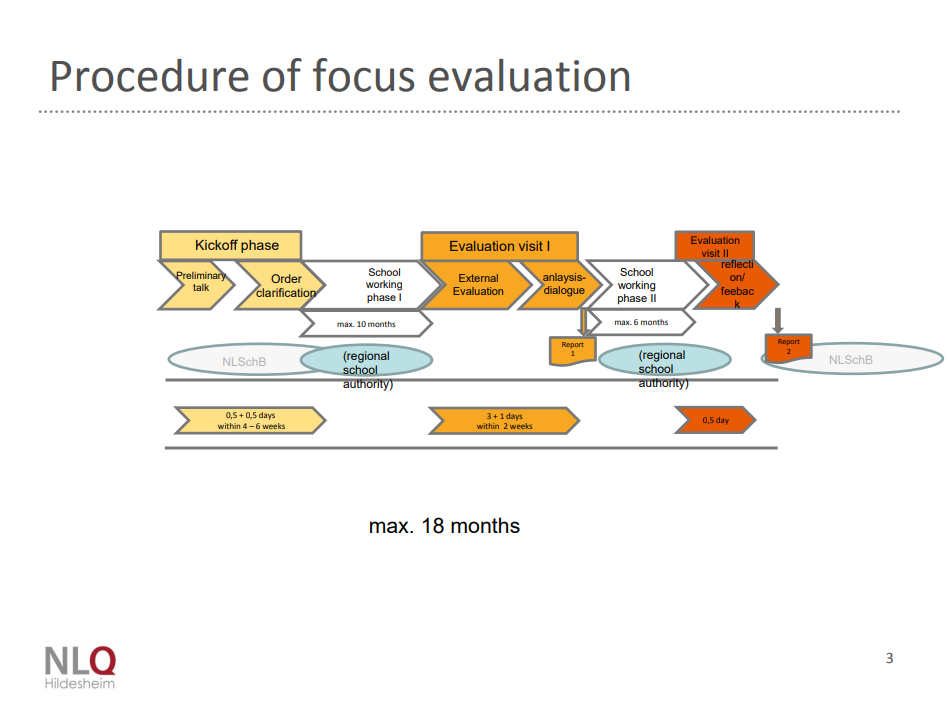 Procedure of focus evaluation
Kickoff phase
Evaluation visit I
Evaluation
visit II
Preliminary
talk
Order
clarification
School
working
phase I
External
Evaluation
anlaysis-
dialogue
School
working
phase II
reflecti
on/
feeback
k
max. 10 months
max. 6 months
Report
1
Report
2
NLSchB
(regional
school
authority)
(regional
school
authority)
NLSchB
0,5 + 0,5 days
within 4 – 6 weeks
3 + 1 days
within 2 weeks
0,5 day
max. 18 months
NLQ
Hildesheim
3